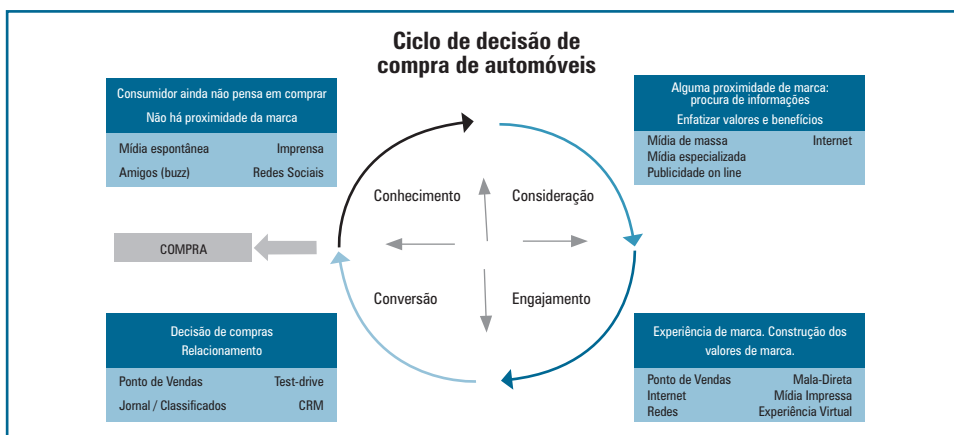 Ciclo de decisão de
compra de automóveis
Consumidor ainda não pensa em comprar
Não há proximidade da marca
Mídia espontânea Imprensa
Amigos (buzz) Redes Sociais
Alguma proximidade de marca:
procura de informações
Enfatizar valores e benefícios
Mídia de massa Internet
Mídia especializada
Publicidade on line
Conhecimento
Consideração
COMPRA
Conversão
Engajamento
Decisão de compras
Relacionamento
Ponto de Vendas Test-drive
Jornal / Classificados CRM
Experiência de marca. Construção dos
valores de marca.
Ponto de Vendas Mala-Direta
Internet Mídia Impressa
Redes Experiência Virtual